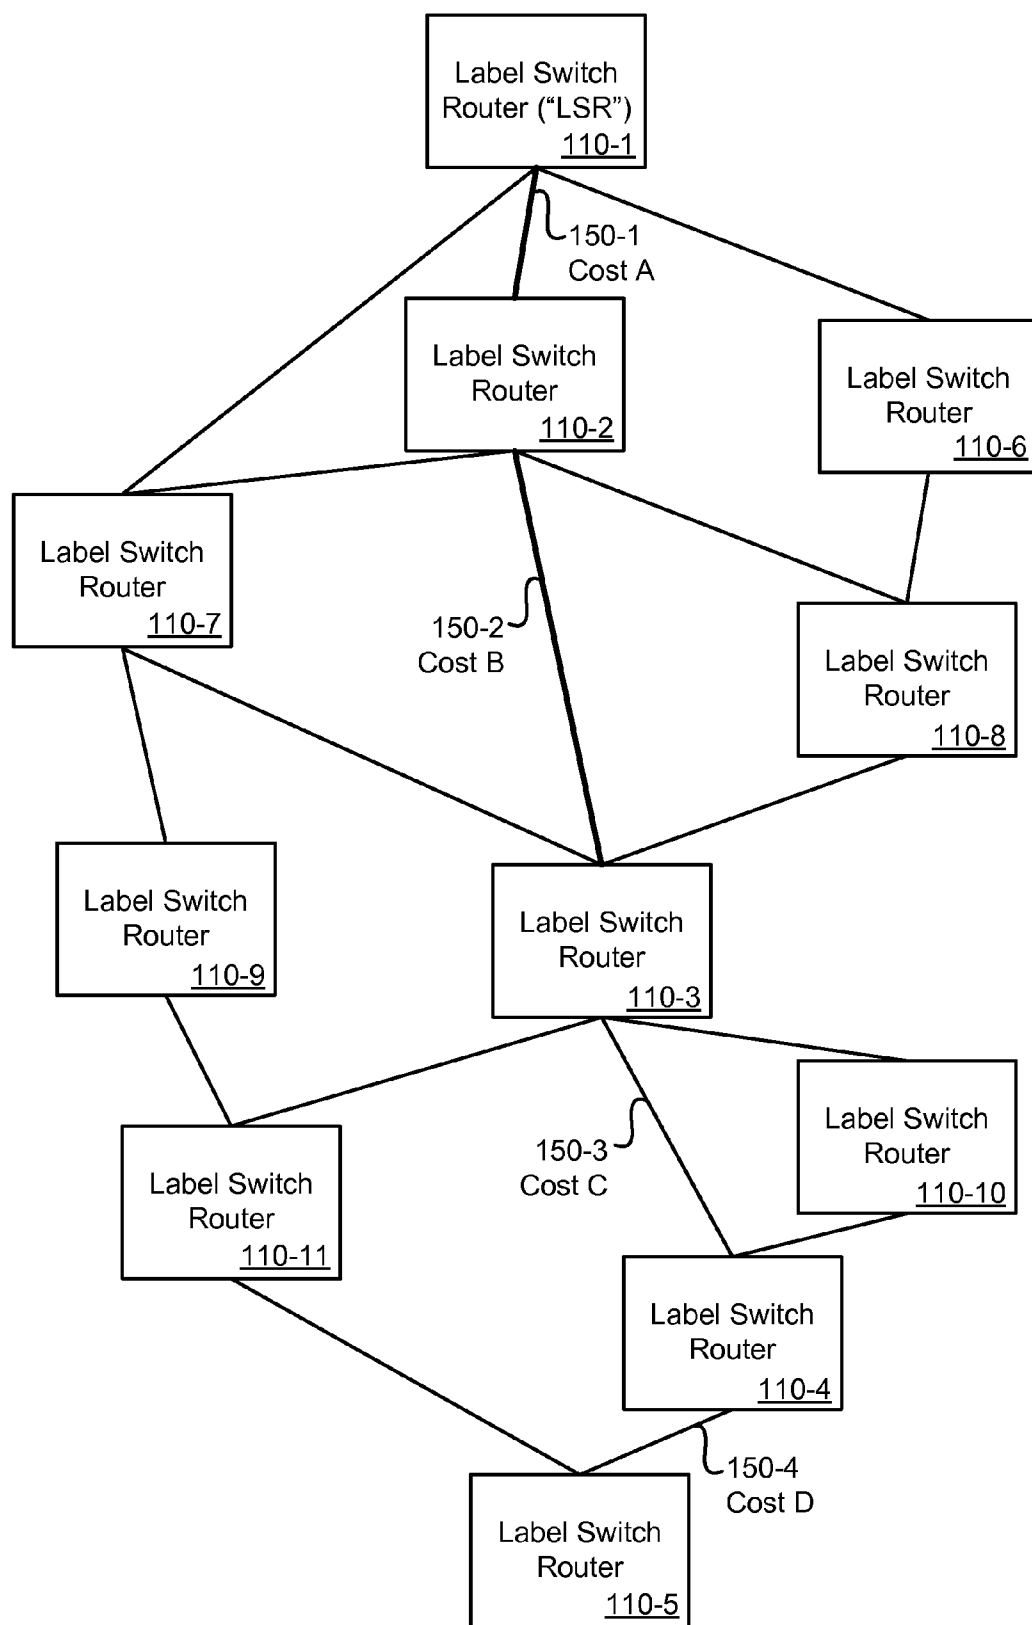 Label Switch
Router (“LSR”)
110-1
150-1
Cost A
Label Switch
Router
110-2
Label Switch
Router
110-6
Label Switch
Router
110-7
150-2
Cost B
Label Switch
Router
110-8
Label Switch
Router
110-9
Label Switch
Router
110-3
150-3
Cost C
Label Switch
Router
110-10
Label Switch
Router
110-11
Label Switch
Router
110-4
150-4
Cost D
Label Switch
Router
110-5